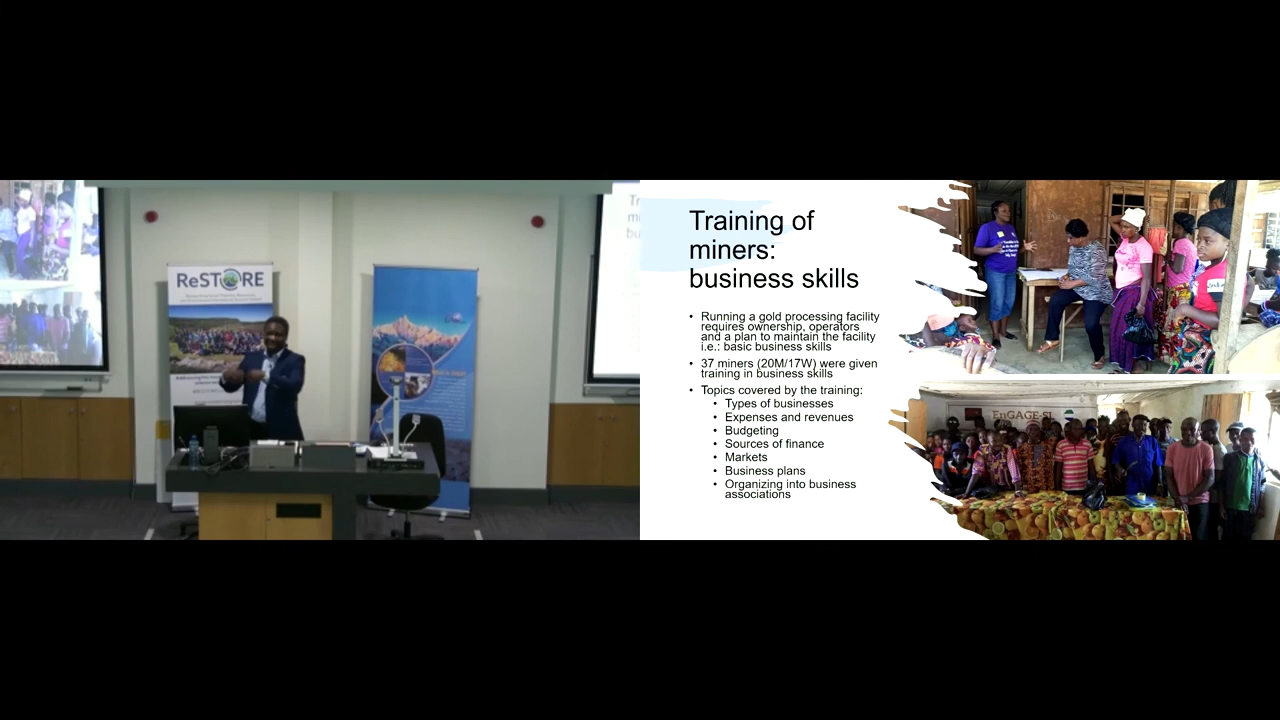 ReSTORE
Training of
miners:
business skills
• Running a gold processing facility
requires ownership, operators
and a plan to maintain the facility
i.e.: basic business skills
• 37 miners (20M/17W) were given
training in business skills
• Topics covered by the training:
• Types of businesses
• Expenses and revenues
• Budgeting
• Sources of finance
• Markets
• Business plans
• Organizing into business
associations
EnGAGE-SL